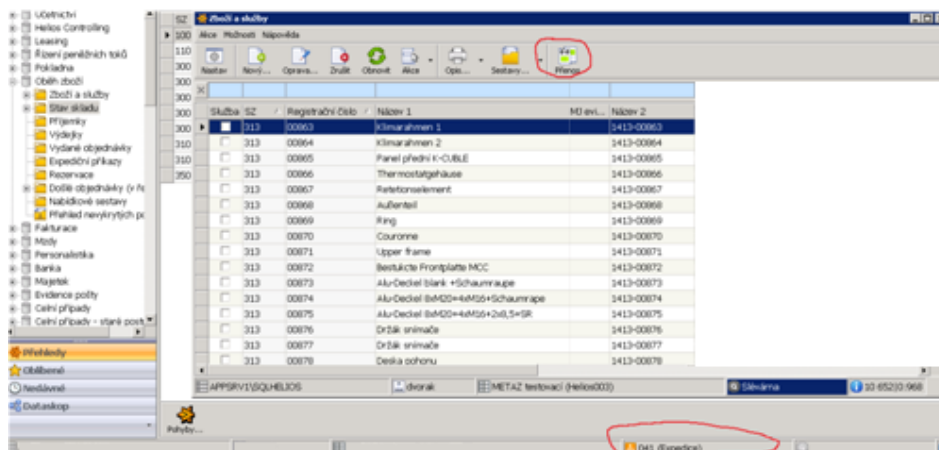 Účetnictví
Helios Controlling
Leasing
Řízení peněžních toků
Pokladna
Oběh zboží
Zboží a služby
Stav skladu
Příjemky
Výdejky
Vydané objednávky
Expediční příkazy
Rezervace
Došlé objednávky (v ře
Nabídkové sestavy
Přehled nevykrytých po
Fakturace
Mzdy
Personalistika
Banka
Majetek
Evidence pošty
Celní případy
Celní případy - staré post
Přehledy
Oblíbené
Nedávné
Dataskop
SZ
100
110
300
300
300
300
300
310
310
350
Zboží a služby
Akce Možnosti Nápověda
Nastav Nový... Oprava... Zrušit Obnovit Akce Opis... Sestavy... Přenos
Služba SZ Registrační číslo Název 1 MJ evi... Název 2
313 00863 Klimarahmen 1 1413-00863
313 00864 Klimarahmen 2 1413-00864
313 00865 Panel přední K-CUBLE 1413-00865
313 00866 Thermostatgehäuse 1413-00866
313 00867 Retetionselement 1413-00867
313 00868 Außenteil 1413-00868
313 00869 Ring 1413-00869
313 00870 Couronne 1413-00870
313 00871 Upper frame 1413-00871
313 00872 Bestukcte Frontplatte MCC 1413-00872
313 00873 Alu-Deckel blank +Schaumraupe 1413-00873
313 00874 Alu-Deckel 8xM20+4xM16+Schaumrape 1413-00874
313 00875 Alu-Deckel 8xM20+4xM16+2x8,5+SR 1413-00875
313 00876 Držák snímače 1413-00876
313 00877 Držák snímače 1413-00877
313 00878 Deska pohonu 1413-00878
APPSRV1\SQLHELIOS dvorak METAZ testovací (Helios003) Slévárna 10 652|0:968
Pohyby...
041 (Expedice)